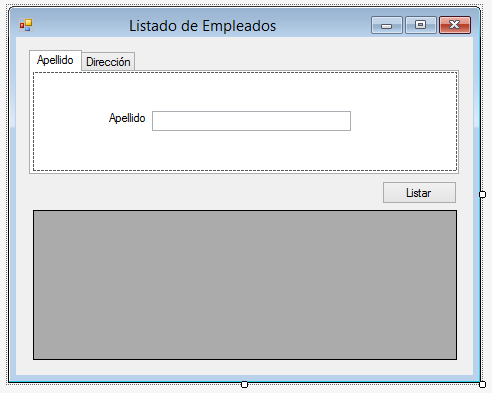 Listado de Empleados
Apellido Dirección
Apellido
Listar